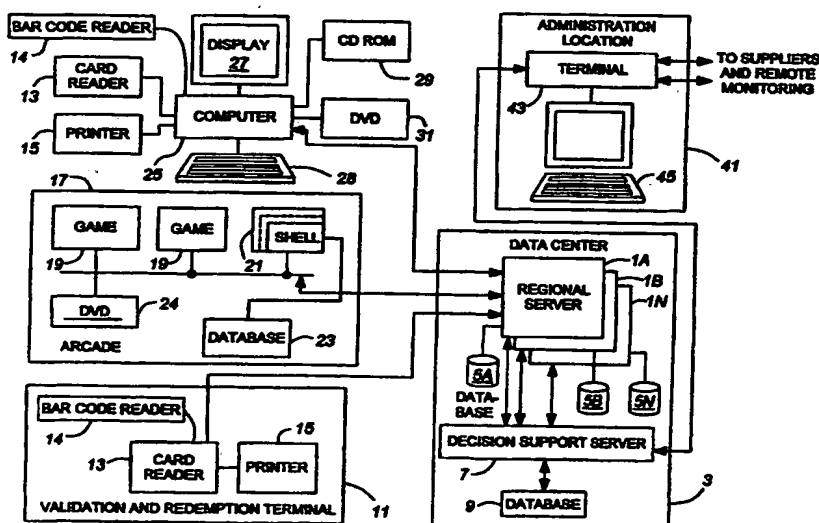 BAR CODE READER
14
CARD
READER
13
PRINTER
15
DISPLAY
27
COMPUTER
25
28
CD ROM
29
DVD
31
ADMINISTRATION
LOCATION
TERMINAL
43
45
41
TO SUPPLIERS
AND REMOTE
MONITORING
17
GAME
19
GAME
19
SHELL
21
DVD
24
DATABASE
23
ARCADE
DATA CENTER
REGIONAL
SERVER
1A
1B
1N
5A
DATA-
BASE
5B
5N
DECISION SUPPORT SERVER
7
9
DATABASE
3
BAR CODE READER
14
CARD
READER
13
PRINTER
15
VALIDATION AND REDEMPTION TERMINAL
11